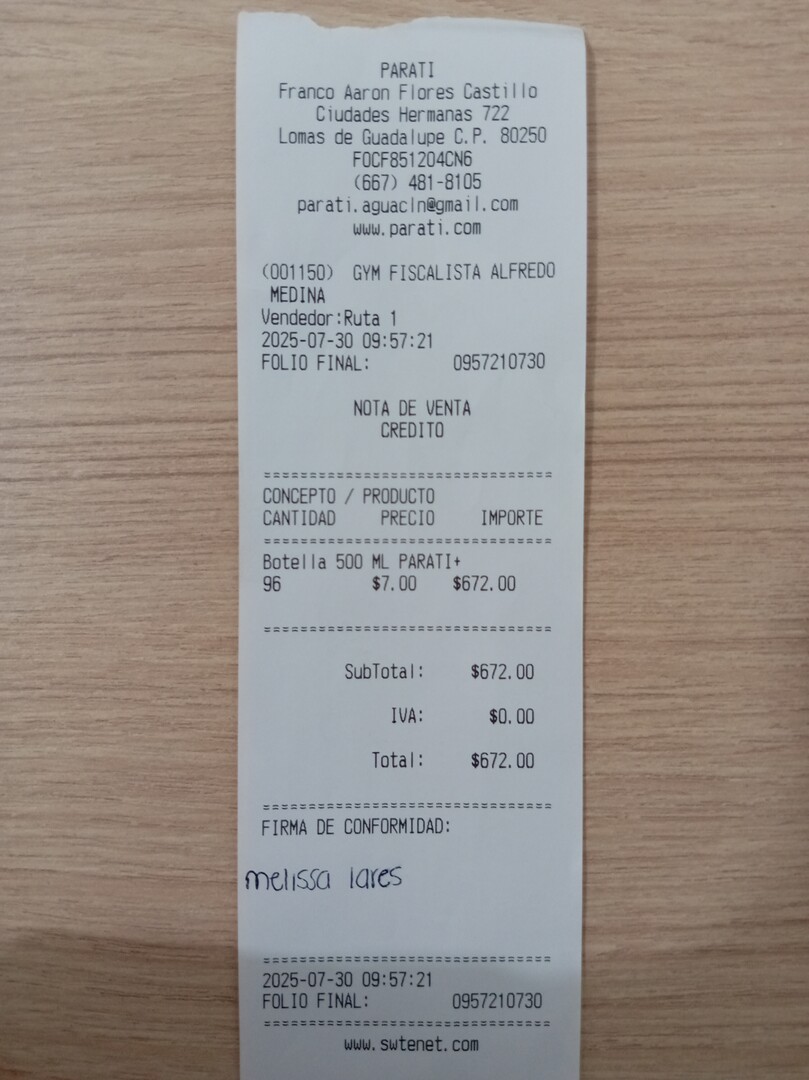 PARATI
Franco Aaron Flores Castillo
Ciudades Hermanas 722
Lomas de Guadalupe C.P. 80250
FOCF851204CN6
(667) 481-8105
parati.aguacln@gmail.com
www.parati.com
(001150) GYM FISCALISTA ALFREDO
MEDINA
Vendedor:Ruta 1
2025-07-30 09:57:21
FOLIO FINAL: 0957210730
NOTA DE VENTA
CREDITO
================================
CONCEPTO / PRODUCTO
CANTIDAD PRECIO IMPORTE
================================
Botella 500 ML PARATI+
96 $7.00 $672.00
================================
SubTotal: $672.00
IVA: $0.00
Total: $672.00
================================
FIRMA DE CONFORMIDAD:
melissa lares
================================
2025-07-30 09:57:21
FOLIO FINAL: 0957210730
================================
www.swtenet.com